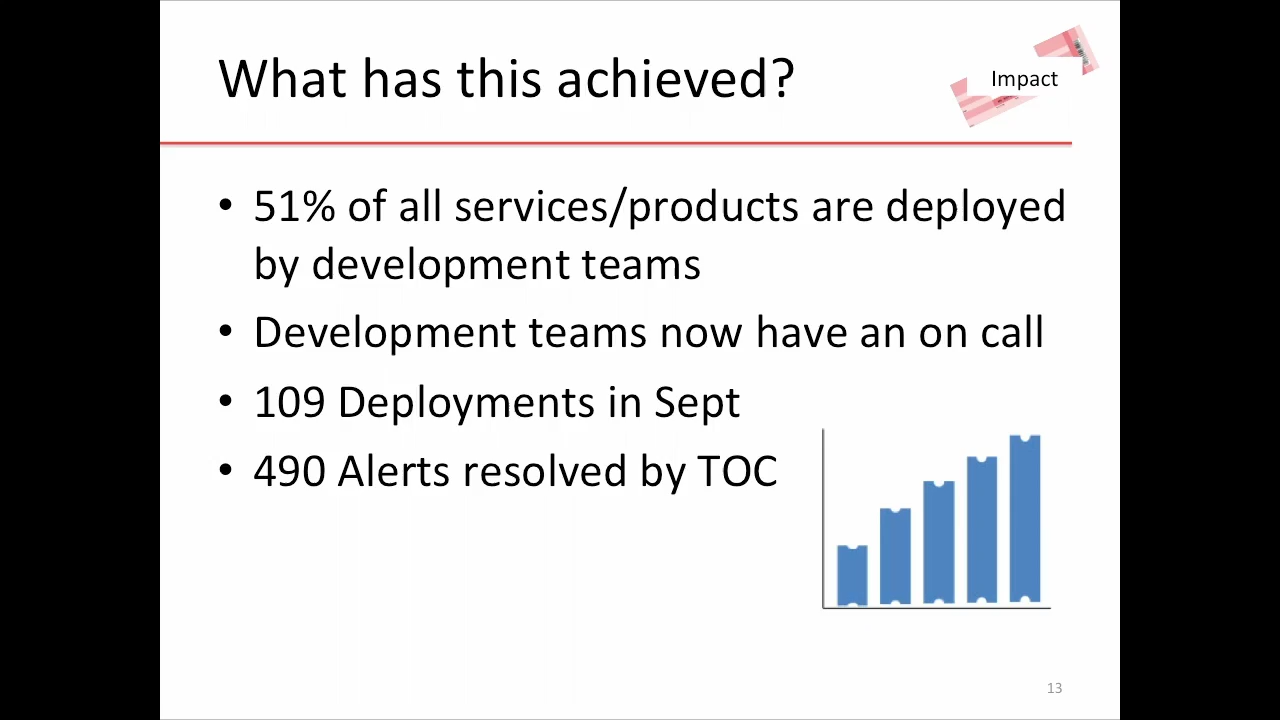 What has this achieved?
Impact
• 51% of all services/products are deployed
by development teams
• Development teams now have an on call
• 109 Deployments in Sept
• 490 Alerts resolved by TOC
13